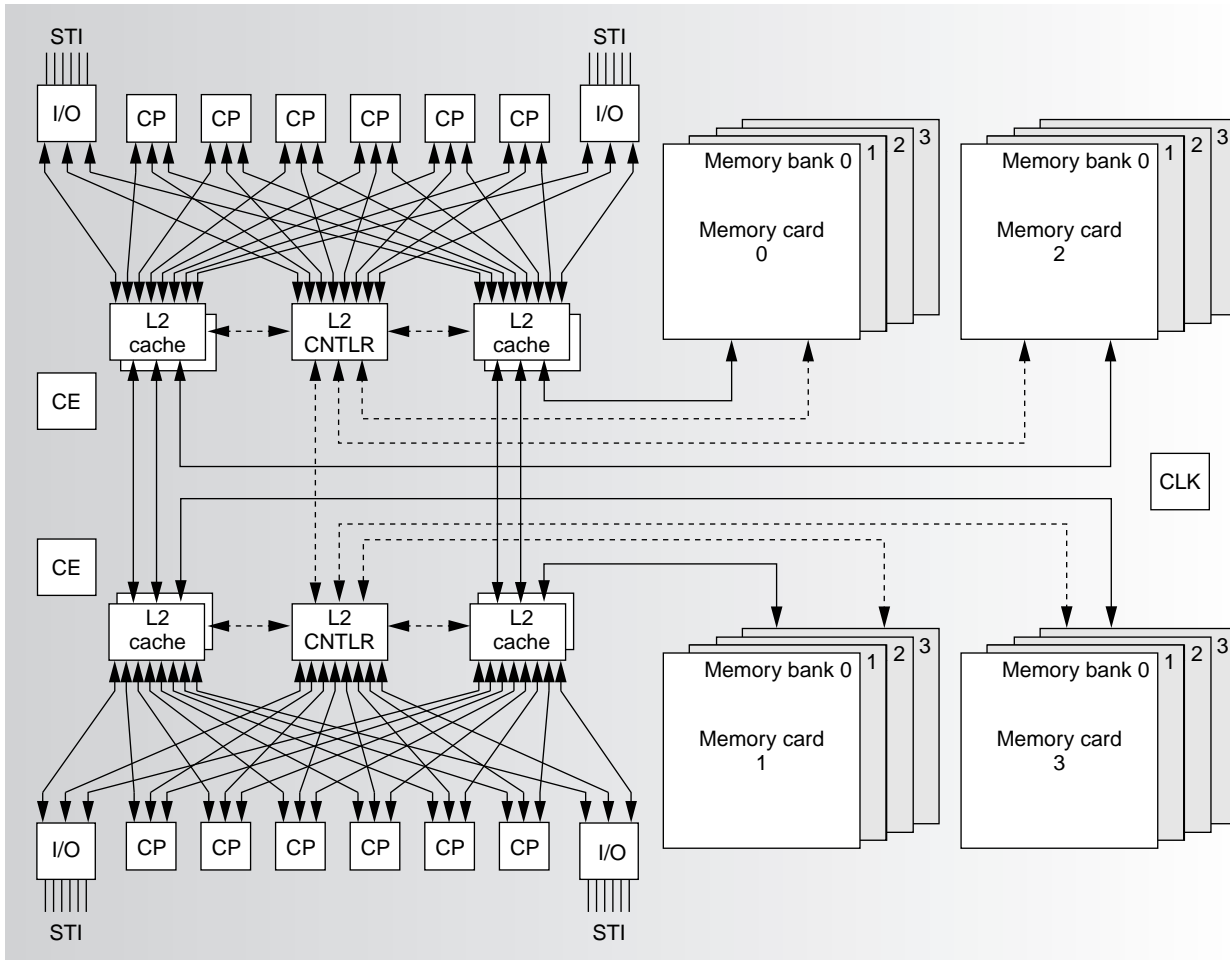 STI
STI
I/O
CP
CP
CP
CP
CP
CP
I/O
Memory bank 0
1
2
3
Memory card
0
Memory bank 0
1
2
3
Memory card
2
L2
cache
L2
CNTLR
L2
cache
CE
CLK
CE
L2
cache
L2
CNTLR
L2
cache
Memory bank 0
1
2
3
Memory card
1
Memory bank 0
1
2
3
Memory card
3
I/O
CP
CP
CP
CP
CP
CP
I/O
STI
STI